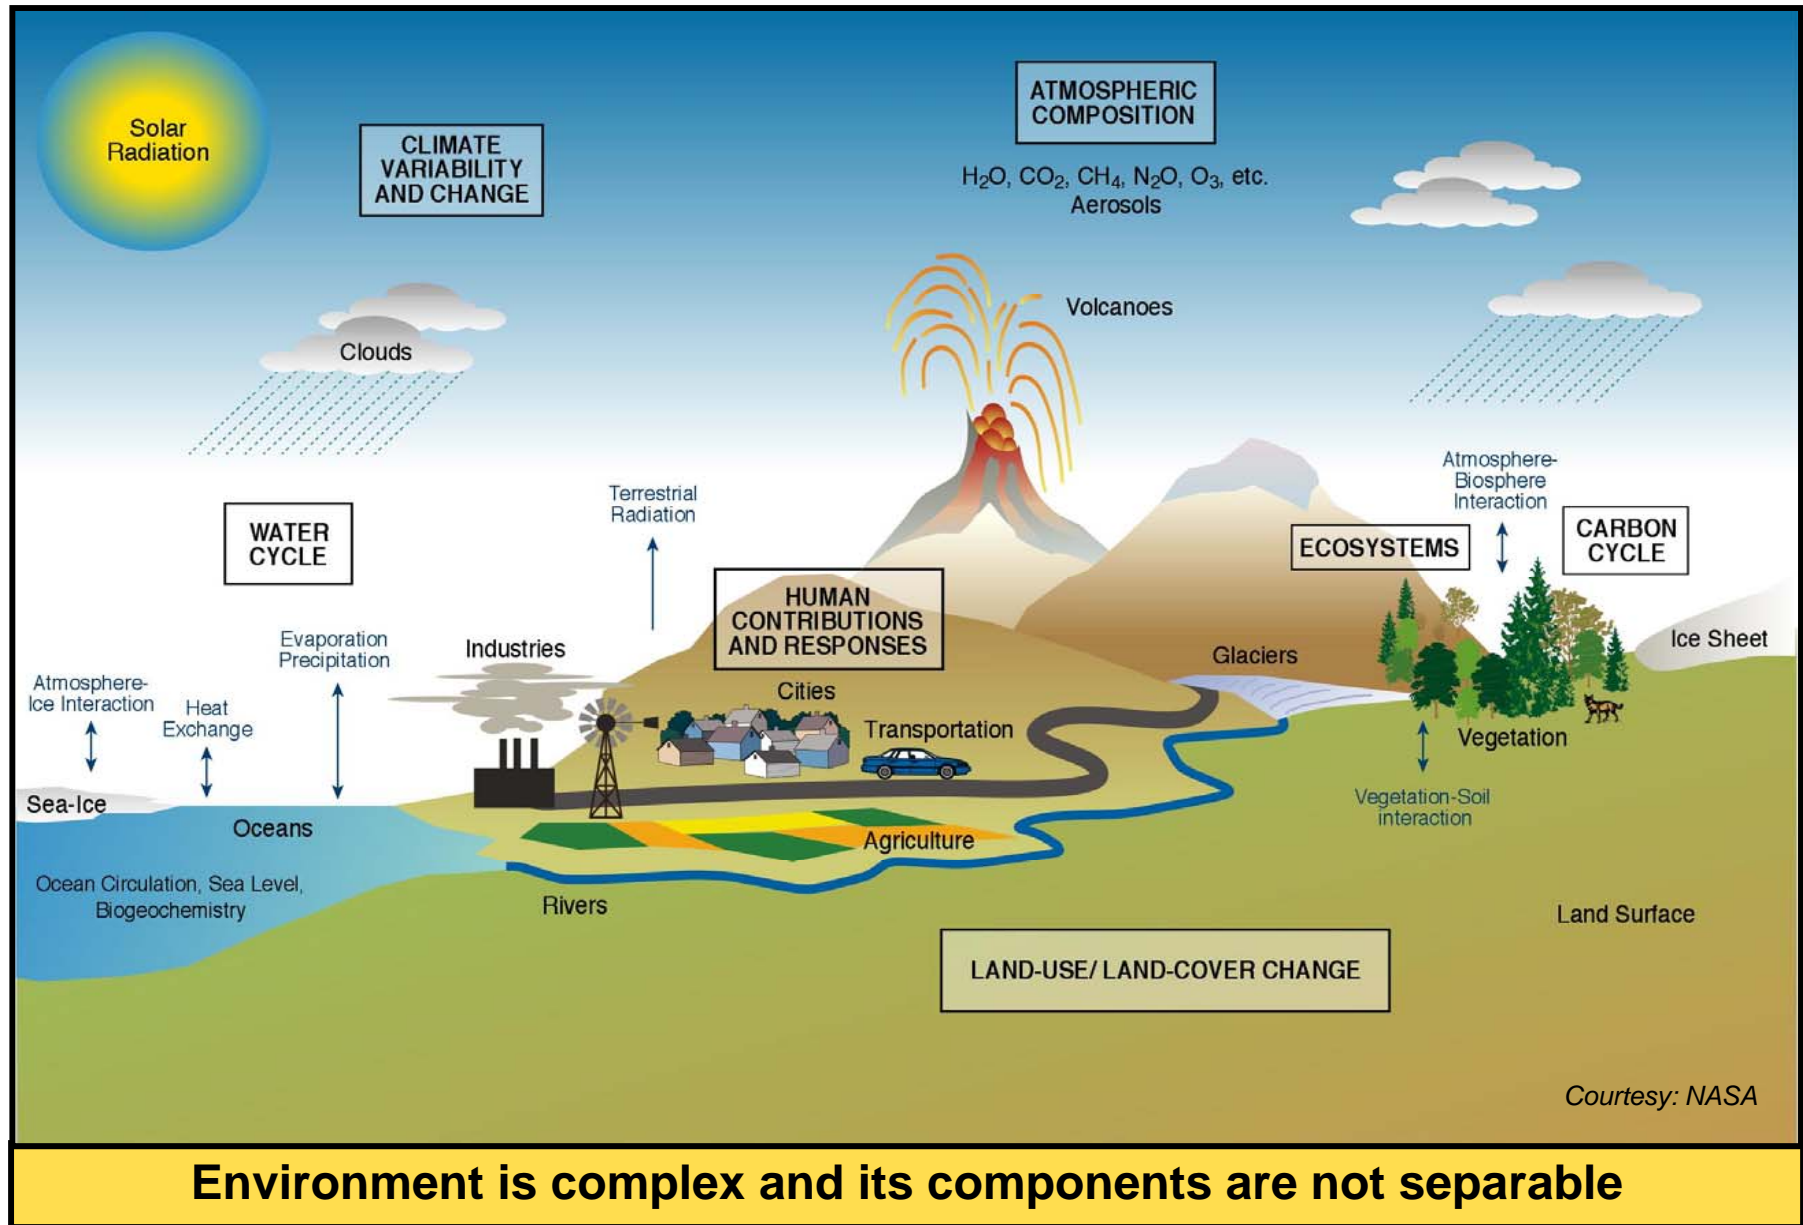 Solar
Radiation
CLIMATE
VARIABILITY
AND CHANGE
ATMOSPHERIC
COMPOSITION
H₂O, CO₂, CH₄, N₂O, O₃, etc.
Aerosols
Volcanoes
Clouds
Terrestrial
Radiation
Atmosphere-
Biosphere
Interaction
WATER
CYCLE
ECOSYSTEMS
CARBON
CYCLE
HUMAN
CONTRIBUTIONS
AND RESPONSES
Evaporation
Precipitation
Industries
Glaciers
Ice Sheet
Atmosphere-
Ice Interaction
Heat
Exchange
Cities
Transportation
Vegetation
Sea-Ice
Oceans
Vegetation-Soil
interaction
Agriculture
Ocean Circulation, Sea Level,
Biogeochemistry
Rivers
Land Surface
LAND-USE/ LAND-COVER CHANGE
Courtesy: NASA
Environment is complex and its components are not separable